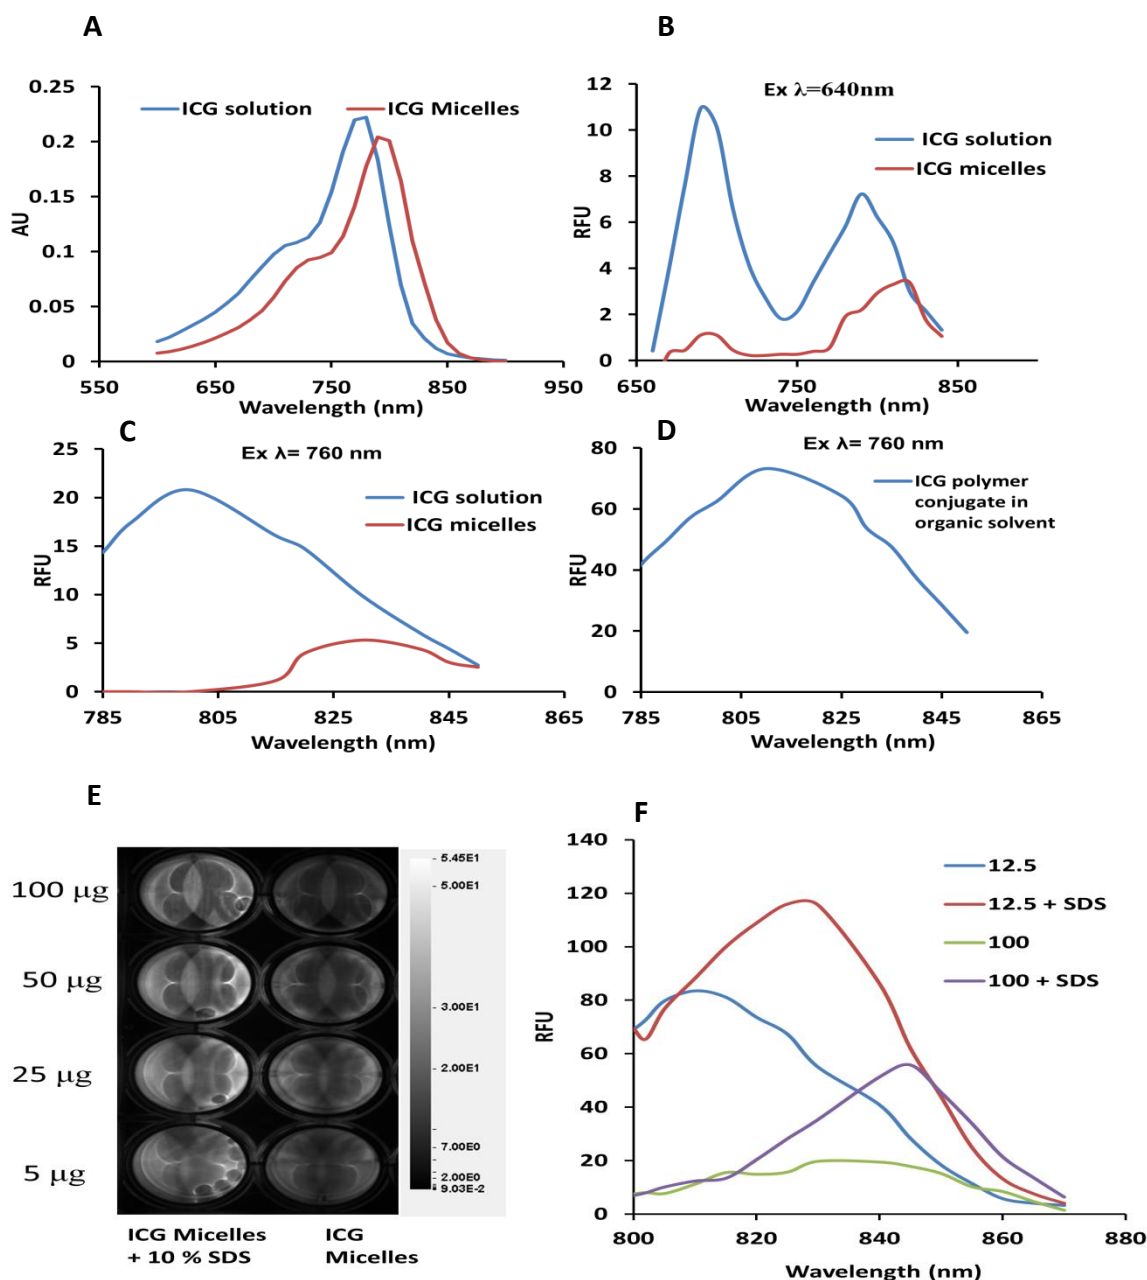 A
0.25
0.2
0.15
0.1
0.05
0
AU
ICG solution
ICG Micelles
550
650
750
850
950
Wavelength (nm)
B
12
10
8
6
4
2
0
RFU
Ex λ=640nm
ICG solution
ICG micelles
650
750
850
Wavelength (nm)
C
25
20
15
10
5
0
RFU
Ex λ= 760 nm
ICG solution
ICG micelles
785
805
825
845
865
Wavelength (nm)
D
80
60
40
20
0
RFU
Ex λ= 760 nm
ICG polymer
conjugate in
organic solvent
785
805
825
845
865
Wavelength (nm)
E
100 µg
50 µg
25 µg
5 µg
5.45E1
5.00E1
3.00E1
2.00E1
7.00E0
2.00E0
9.03E-2
ICG Micelles
+ 10 % SDS
ICG
Micelles
F
140
120
100
80
60
40
20
0
RFU
12.5
12.5 + SDS
100
100 + SDS
800
820
840
860
880
Wavelength (nm)